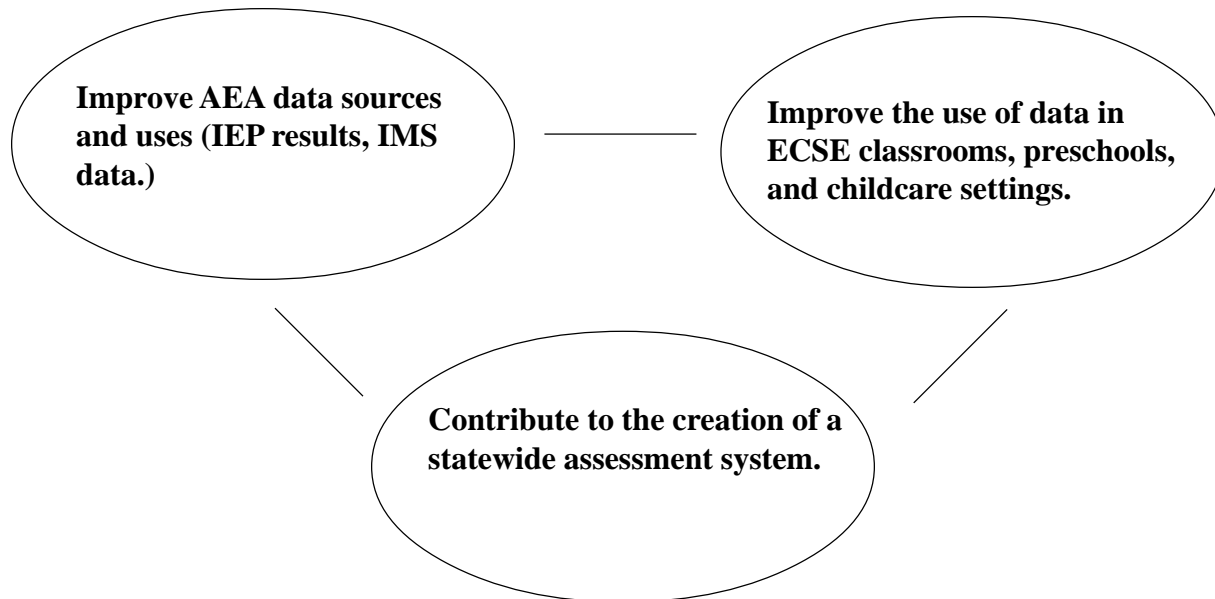 Improve AEA data sources
and uses (IEP results, IMS
data.)
Improve the use of data in
ECSE classrooms, preschools,
and childcare settings.
Contribute to the creation of a
statewide assessment system.